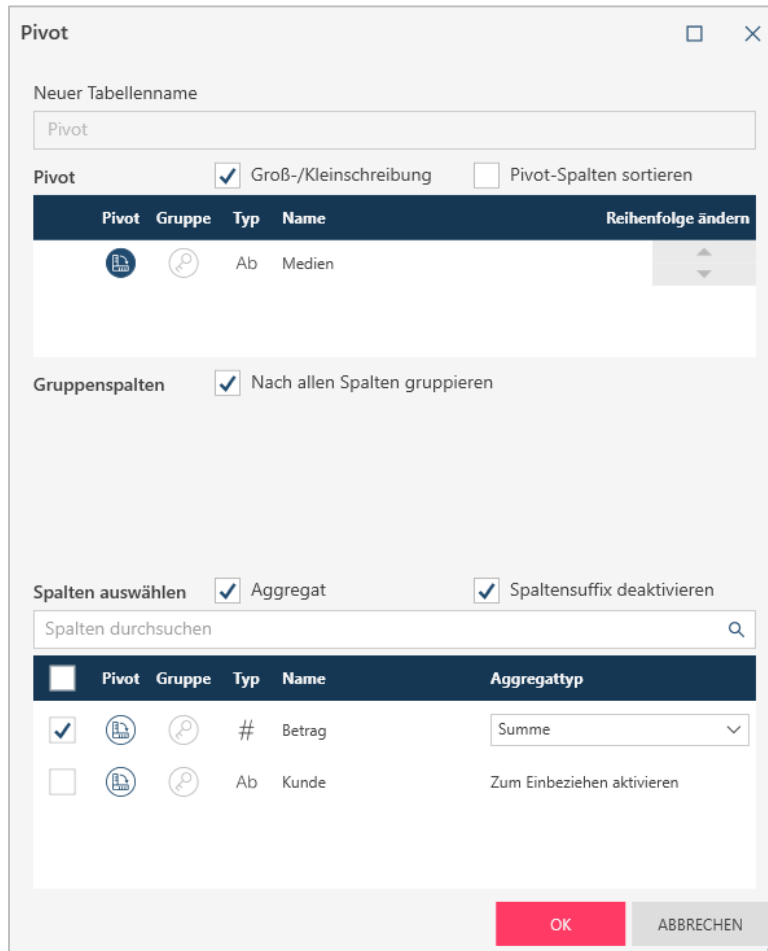 Pivot
Neuer Tabellenname
Pivot
Pivot Groß-/Kleinschreibung Pivot-Spalten sortieren
Pivot Gruppe Typ Name Reihenfolge ändern
Ab Medien
Gruppenspalten Nach allen Spalten gruppieren
Spalten auswählen Aggregat Spaltensuffix deaktivieren
Spalten durchsuchen
Pivot Gruppe Typ Name Aggregattyp
# Betrag Summe
Ab Kunde Zum Einbeziehen aktivieren
OK ABBRECHEN